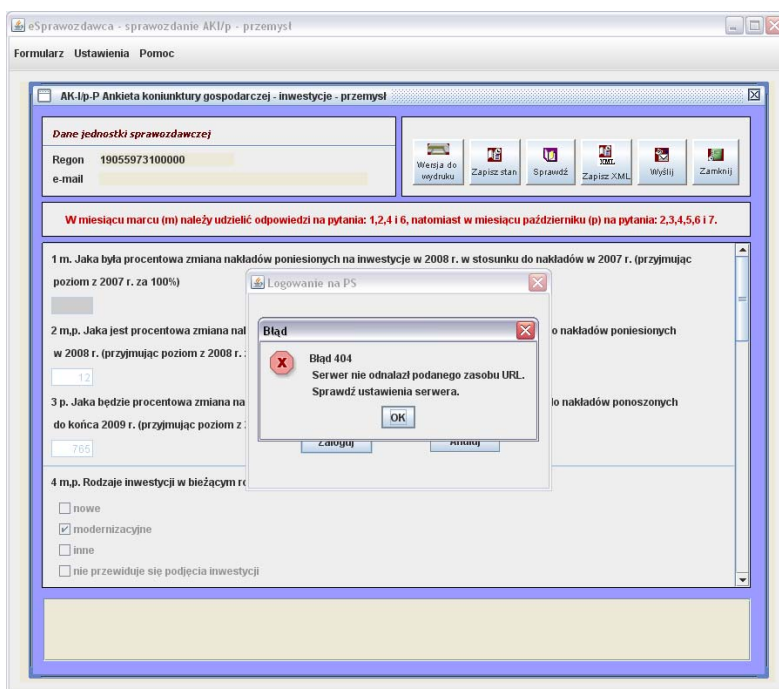 eSprawozdawca - sprawozdanie AKI/p - przemysł
Formularz Ustawienia Pomoc
AK-I/p-P Ankieta koniunktury gospodarczej - inwestycje - przemysł
Dane jednostki sprawozdawczej
Regon 19055973100000
e-mail
Wersja do wydruku
Zapisz stan
Sprawdź
XML
Zapisz XML
Wyślij
Zamknij
W miesiącu marcu (m) należy udzielić odpowiedzi na pytania: 1,2,4 i 6, natomiast w miesiącu październiku (p) na pytania: 2,3,4,5,6 i 7.
1 m. Jaka była procentowa zmiana nakładów poniesionych na inwestycje w 2008 r. w stosunku do nakładów w 2007 r. (przyjmując
poziom z 2007 r. za 100%)
Logowanie na PS
2 m,p. Jaka jest procentowa zmiana nal o nakładów poniesionych
w 2008 r. (przyjmując poziom z 2008 r. :
12
Błąd
Błąd 404
Serwer nie odnalazł podanego zasobu URL.
Sprawdź ustawienia serwera.
OK
Zaloguj Anuluj
3 p. Jaka będzie procentowa zmiana na lo nakładów ponoszonych
do końca 2009 r. (przyjmując poziom z :
765
4 m,p. Rodzaje inwestycji w bieżącym ro
nowe
modernizacyjne
inne
nie przewiduje się podjęcia inwestycji